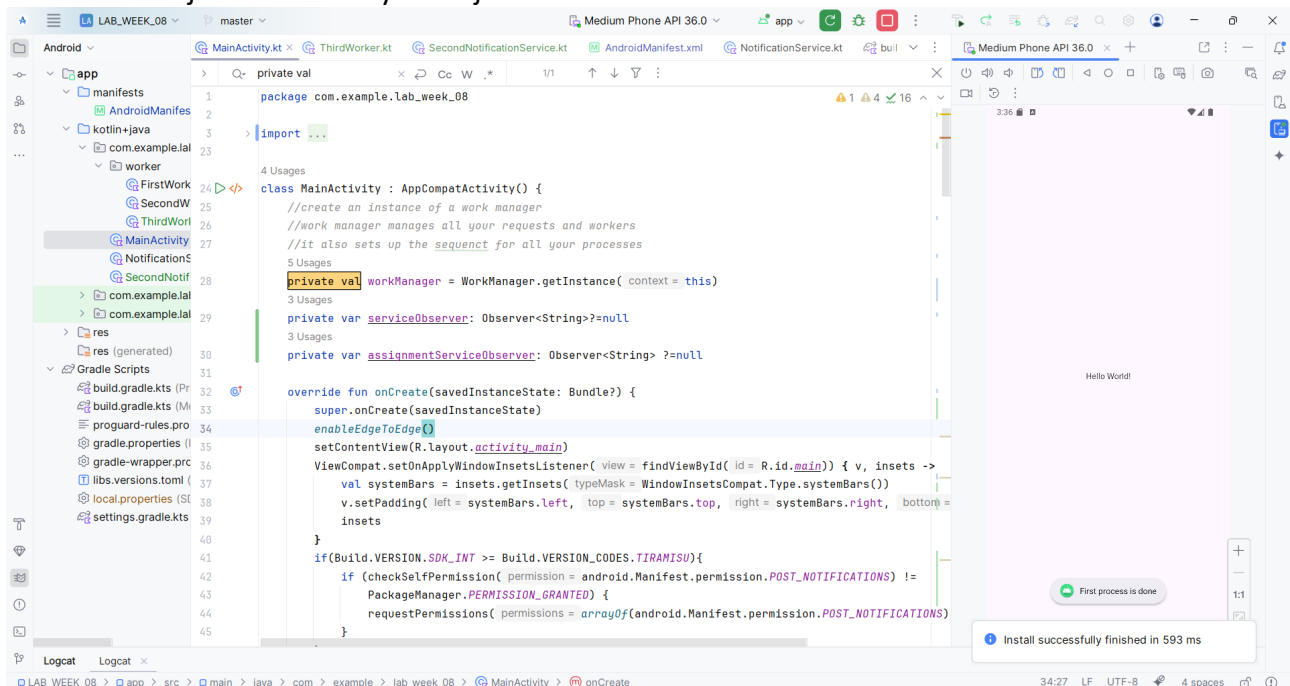 LAB_WEEK_08 master Medium Phone API 36.0 app
Android
MainActivity.kt ThirdWorker.kt SecondNotificationService.kt AndroidManifest.xml NotificationService.kt buil Medium Phone API 36.0
private val Cc W .* 1/1
app
manifests
AndroidManifes
kotlin+java
com.example.lal
worker
FirstWork
SecondW
ThirdWorl
MainActivity
NotificationS
SecondNotif
com.example.lal
com.example.lal
res
res (generated)
Gradle Scripts
build.gradle.kts (Pr
build.gradle.kts (M
proguard-rules.pro
gradle.properties (
gradle-wrapper.prc
libs.versions.toml (
local.properties (SD
settings.gradle.kts
1 package com.example.lab_week_08 1 4 16
2
3 import ...
23
4 Usages
24 class MainActivity : AppCompatActivity() {
25 //create an instance of a work manager
26 //work manager manages all your requests and workers
27 //it also sets up the sequenct for all your processes
5 Usages
28 private val workManager = WorkManager.getInstance( context = this)
3 Usages
29 private var serviceObserver: Observer<String>?=null
3 Usages
30 private var assignmentServiceObserver: Observer<String> ?=null
31
32 override fun onCreate(savedInstanceState: Bundle?) {
33 super.onCreate(savedInstanceState)
34 enableEdgeToEdge()
35 setContentView(R.layout.activity_main)
36 ViewCompat.setOnApplyWindowInsetsListener( view = findViewById( id = R.id.main)) { v, insets ->
37 val systemBars = insets.getInsets( typeMask = WindowInsetsCompat.Type.systemBars())
38 v.setPadding( left = systemBars.left, top = systemBars.top, right = systemBars.right, bottom =
39 insets
40 }
41 if(Build.VERSION.SDK_INT >= Build.VERSION_CODES.TIRAMISU){
42 if (checkSelfPermission( permission = android.Manifest.permission.POST_NOTIFICATIONS) !=
43 PackageManager.PERMISSION_GRANTED) {
44 requestPermissions( permissions = arrayOf(android.Manifest.permission.POST_NOTIFICATIONS)
45 }
3:36
Hello World!
First process is done
1:1
Install successfully finished in 593 ms
Logcat Logcat
LAB_WEEK_08 > app > src > main > java > com > example > lab_week_08 > MainActivity > onCreate 34:27 LF UTF-8 4 spaces